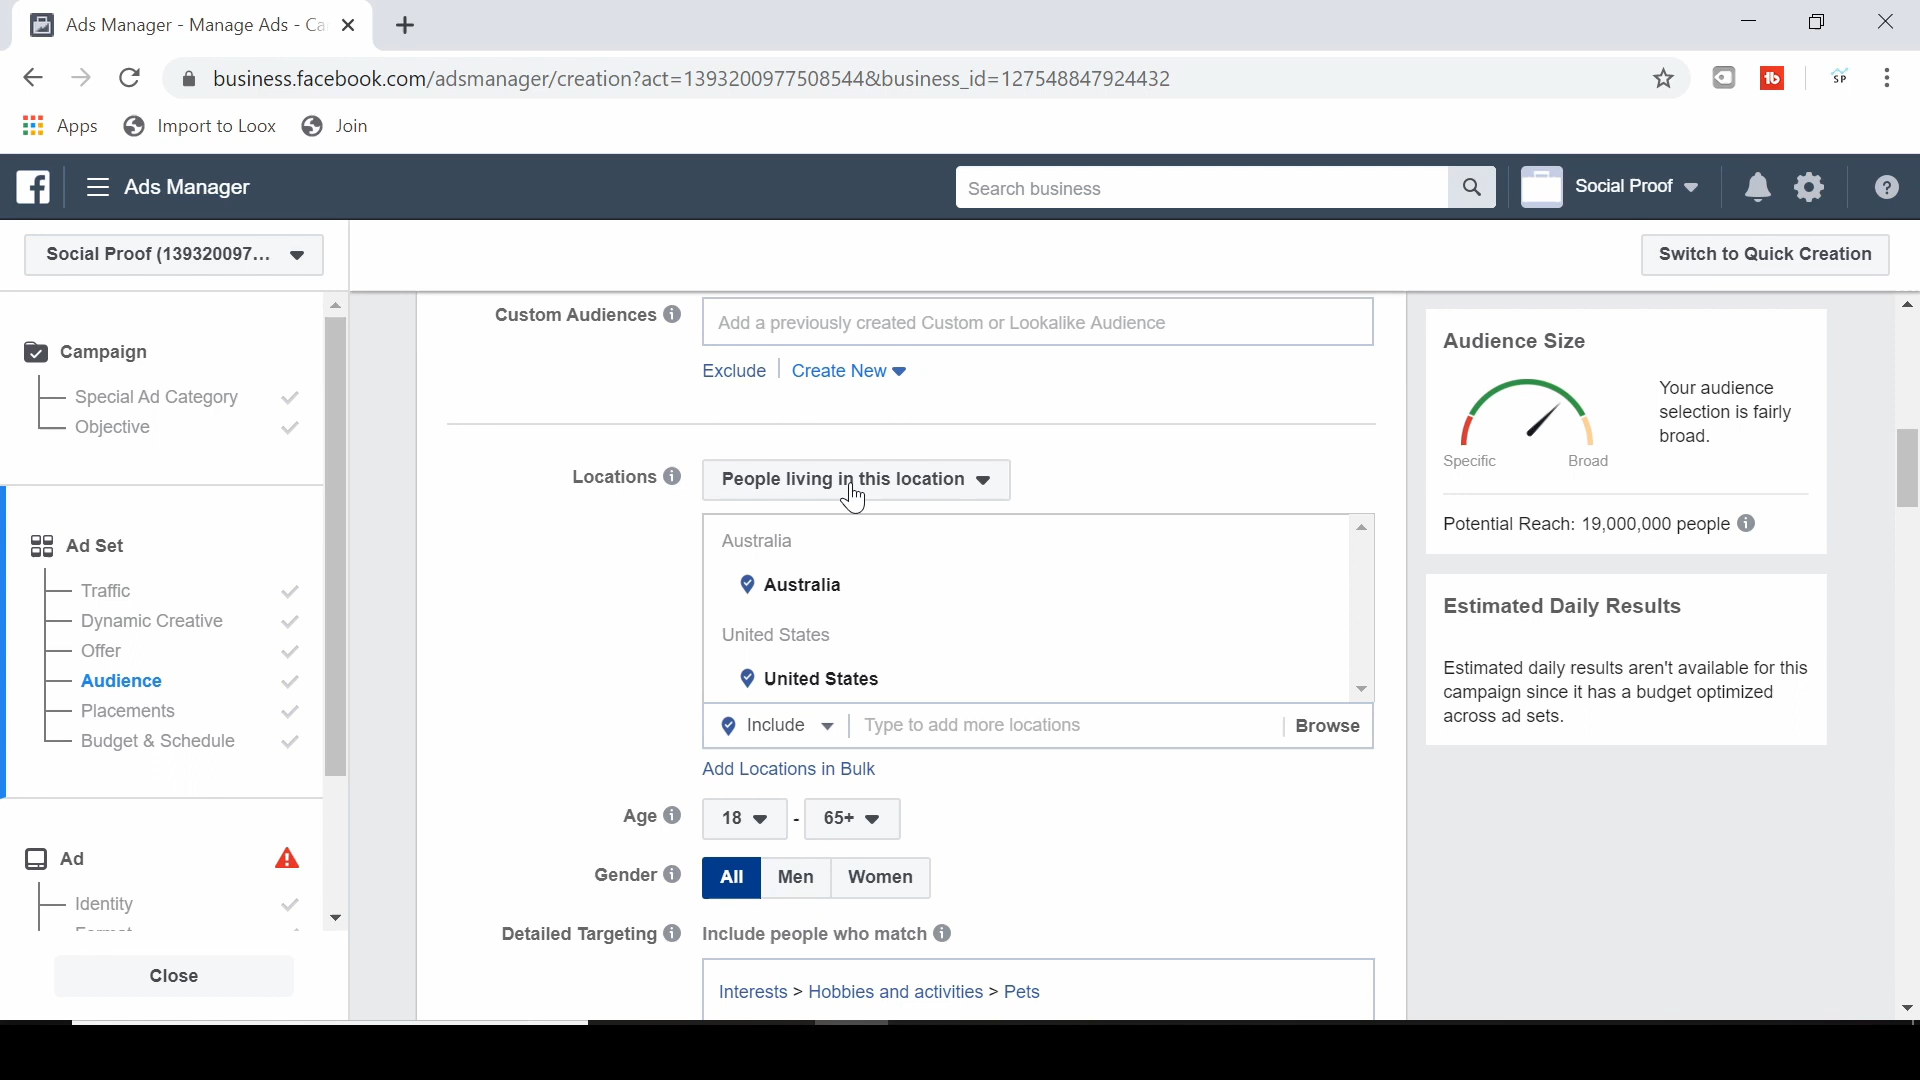 Ads Manager - Manage Ads - Ca
business.facebook.com/adsmanager/creation?act=139320097750854&business_id=127548847924432
Apps Import to Loox Join
Ads Manager Search business Social Proof
Social Proof (139320097... Switch to Quick Creation
Campaign
Special Ad Category
Objective
Ad Set
Traffic
Dynamic Creative
Offer
Audience
Placements
Budget & Schedule
Ad
Identity
Close
Custom Audiences Add a previously created Custom or Lookalike Audience
Exclude Create New
Locations People living in this location
Australia
Australia
United States
United States
Include Type to add more locations Browse
Add Locations in Bulk
Age 18 - 65+
Gender All Men Women
Detailed Targeting Include people who match
Interests > Hobbies and activities > Pets
Audience Size
Your audience
selection is fairly
broad.
Specific Broad
Potential Reach: 19,000,000 people
Estimated Daily Results
Estimated daily results aren't available for this
campaign since it has a budget optimized
across ad sets.